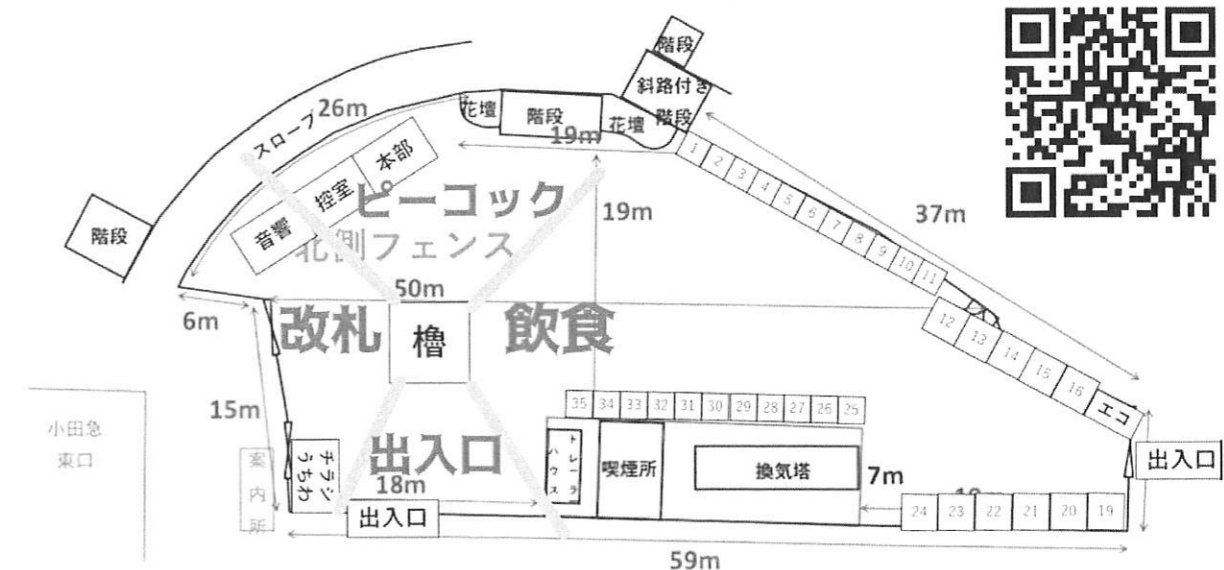 階段
斜路付き
階段
26m
スロープ
花壇
階段
花壇
19m
本部
控室
音響
ピーコック
北側フェンス
階段
19m
37m
1
2
3
4
5
6
7
8
9
10
11
50m
6m
改札
櫓
飲食
12
13
14
15
16
エコ
15m
小田急
東口
案内所
チラシ
うちわ
出入口
18m
出入口
35
34
33
32
31
30
29
28
27
26
25
トレーラ
ハウス
喫煙所
換気塔
7m
24
23
22
21
20
19
出入口
59m